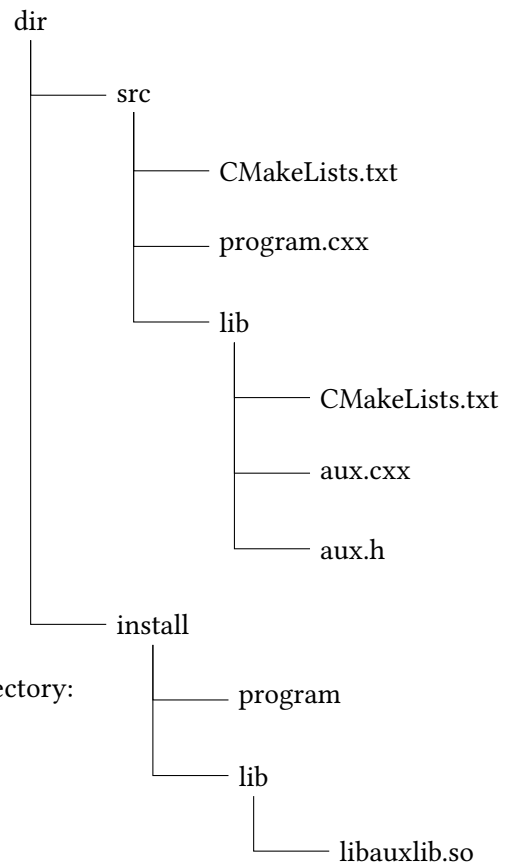 dir
src
CMakeLists.txt
program.cxx
lib
CMakeLists.txt
aux.cxx
aux.h
install
ectory:
program
lib
libauxlib.so